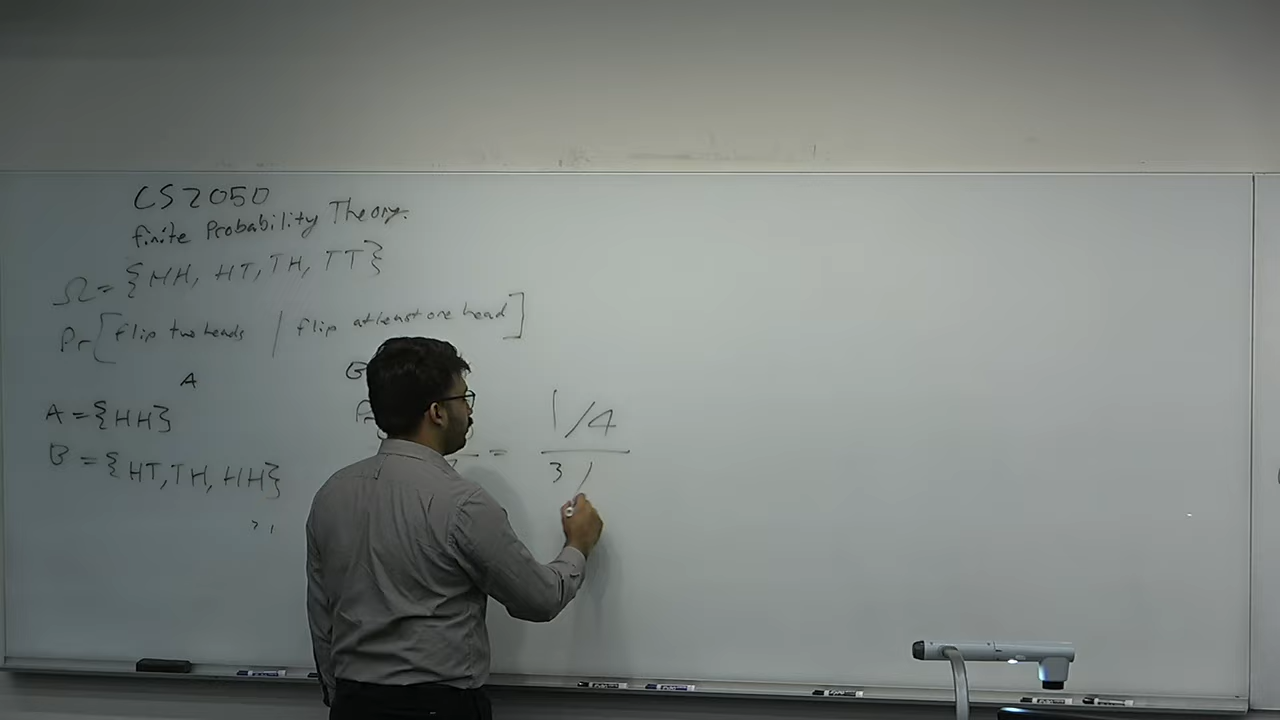 CS2050
finite Probability Theory.
Ω = {HH, HT, TH, TT}
Pr[flip two heads / flip at least one head]
A
A = {HH}
B = {HT, TH, HH}
= 1/4
3/